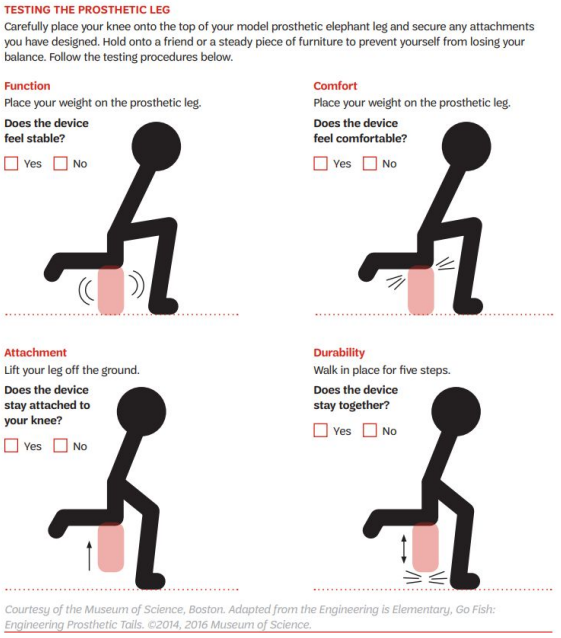 TESTING THE PROSTHETIC LEG
Carefully place your knee onto the top of your model prosthetic elephant leg and secure any attachments
you have designed. Hold onto a friend or a steady piece of furniture to prevent yourself from losing your
balance. Follow the testing procedures below.
Function
Place your weight on the prosthetic leg.
Does the device
feel stable?
Yes No
Comfort
Place your weight on the prosthetic leg.
Does the device
feel comfortable?
Yes No
Attachment
Lift your leg off the ground.
Does the device
stay attached to
your knee?
Yes No
Durability
Walk in place for five steps.
Does the device
stay together?
Yes No
Courtesy of the Museum of Science, Boston. Adapted from the Engineering is Elementary, Go Fish:
Engineering Prosthetic Tails. ©2014, 2016 Museum of Science.